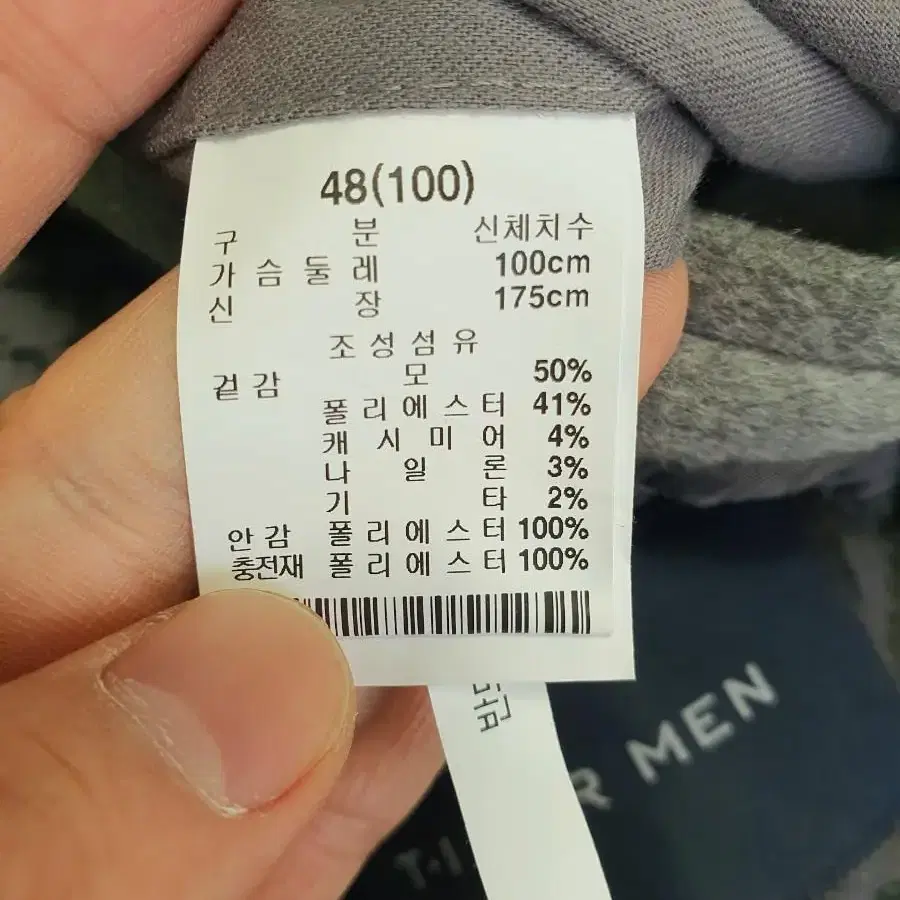 48(100)
구 분 신체치수
가 슴 둘 레 100cm
신 장 175cm
조 성 섬 유
겉 감 모 50%
폴 리 에 스 터 41%
캐 시 미 어 4%
나 일 론 3%
기 타 2%
안 감 폴 리 에 스 터 100%
충전재 폴 리 에 스 터 100%
MEN